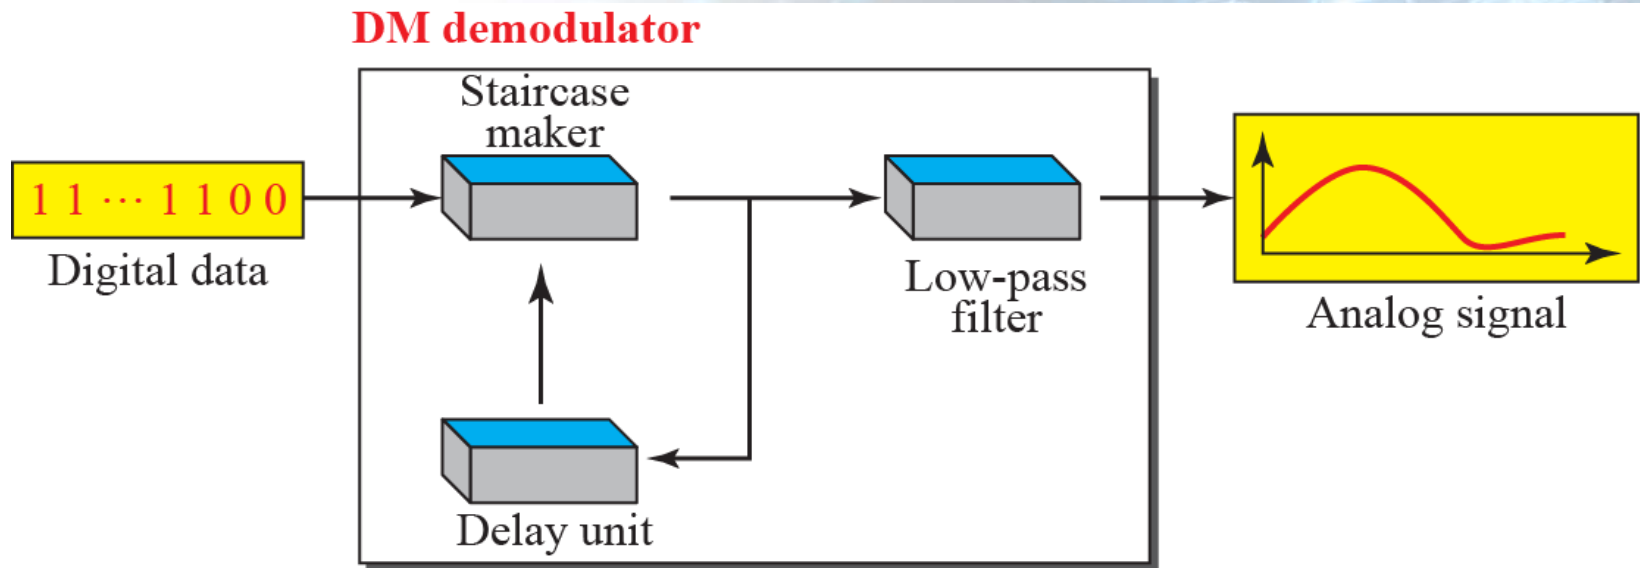 DM demodulator
Staircase
maker
1 1 ··· 1 1 0 0
Digital data
Low-pass
filter
Analog signal
Delay unit